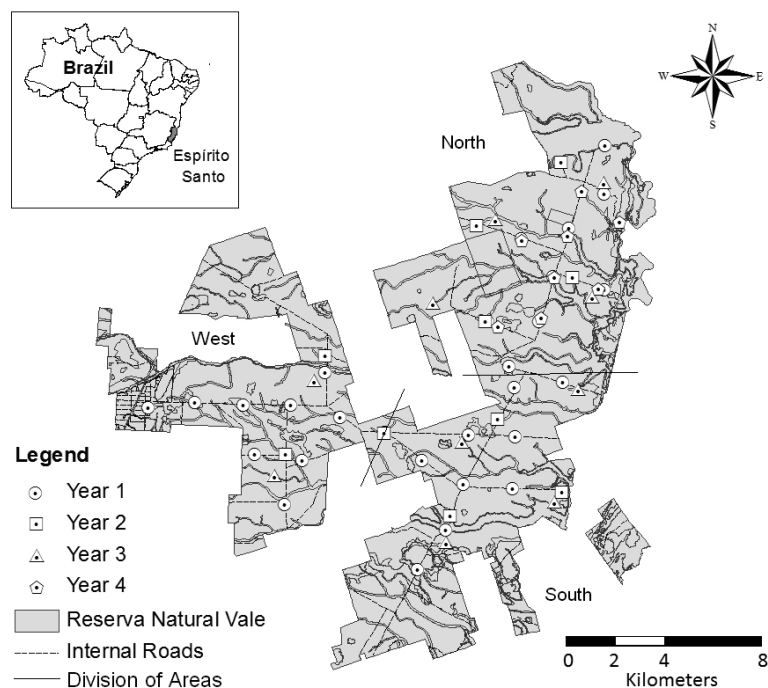 Brazil
Espírito
Santo
N
W
E
S
North
West
South
Legend
Year 1
Year 2
Year 3
Year 4
Reserva Natural Vale
Internal Roads
Division of Areas
0 2 4 8
Kilometers